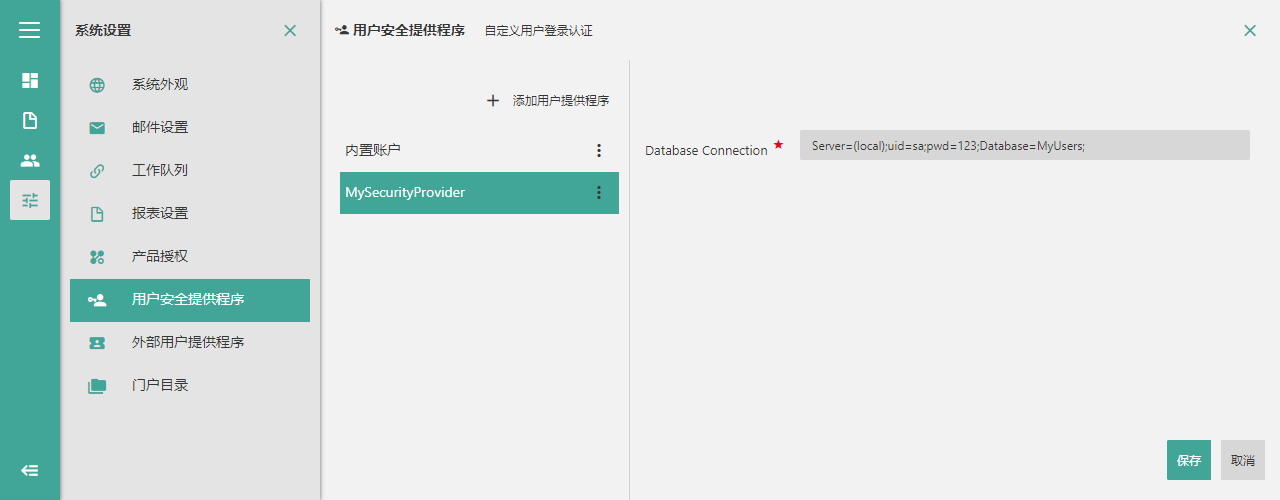 系统设置
系统外观
邮件设置
工作队列
报表设置
产品授权
用户安全提供程序
外部用户提供程序
门户目录
用户安全提供程序 自定义用户登录认证
添加用户提供程序
内置账户
MySecurityProvider
Database Connection ★ Server=(local);uid=sa;pwd=123;Database=MyUsers;
保存 取消